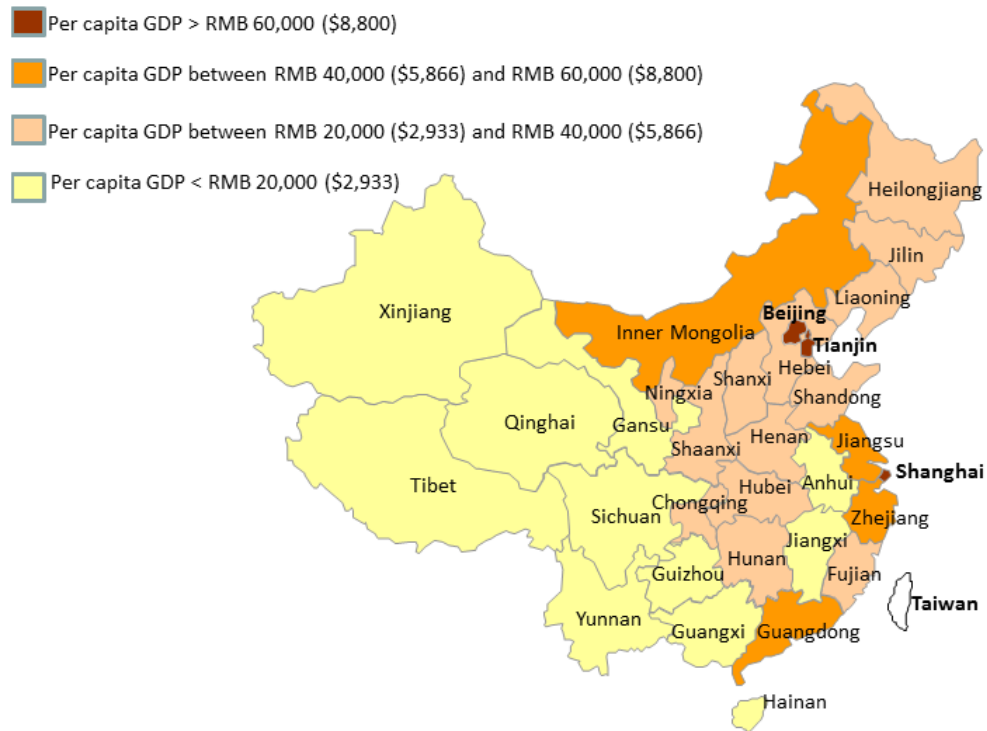 Per capita GDP > RMB 60,000 ($8,800)
Per capita GDP between RMB 40,000 ($5,866) and RMB 60,000 ($8,800)
Per capita GDP between RMB 20,000 ($2,933) and RMB 40,000 ($5,866)
Per capita GDP < RMB 20,000 ($2,933)
Heilongjiang
Jilin
Liaoning
Xinjiang
Beijing
Inner Mongolia
Tianjin
Hebei
Shanxi
Ningxia
Shandong
Qinghai
Gansu
Henan
Jiangsu
Shaanxi
Shanghai
Tibet
Hubei
Anhui
Chongqing
Sichuan
Zhejiang
Jiangxi
Hunan
Guizhou
Fujian
Taiwan
Yunnan
Guangxi
Guangdong
Hainan